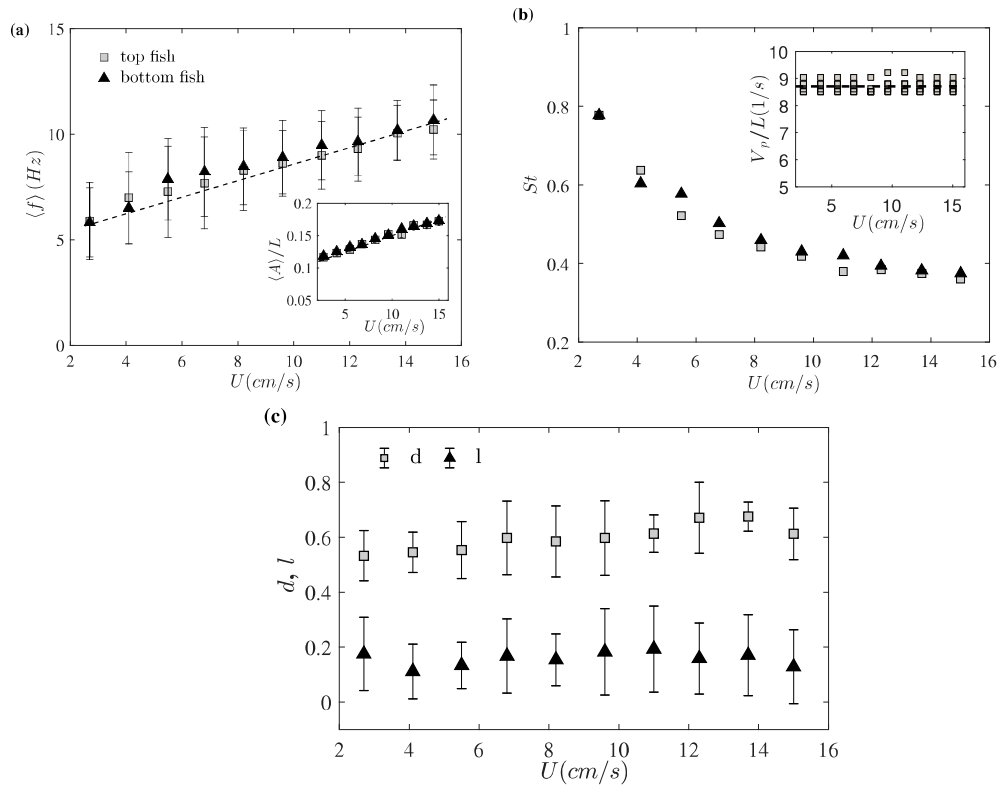 (a)
15
10
5
0
⟨f⟩ (Hz)
top fish
bottom fish
0.2
0.15
0.1
0.05
⟨A⟩/L
5 10 15
U(cm/s)
2 4 6 8 10 12 14 16
U(cm/s)
(b)
1
0.8
0.6
0.4
0.2
St
10
9
8
7
6
5
V_p/L(1/s)
5 10 15
U(cm/s)
2 4 6 8 10 12 14 16
U(cm/s)
(c)
1
0.8
0.6
0.4
0.2
0
d, l
d l
2 4 6 8 10 12 14 16
U(cm/s)